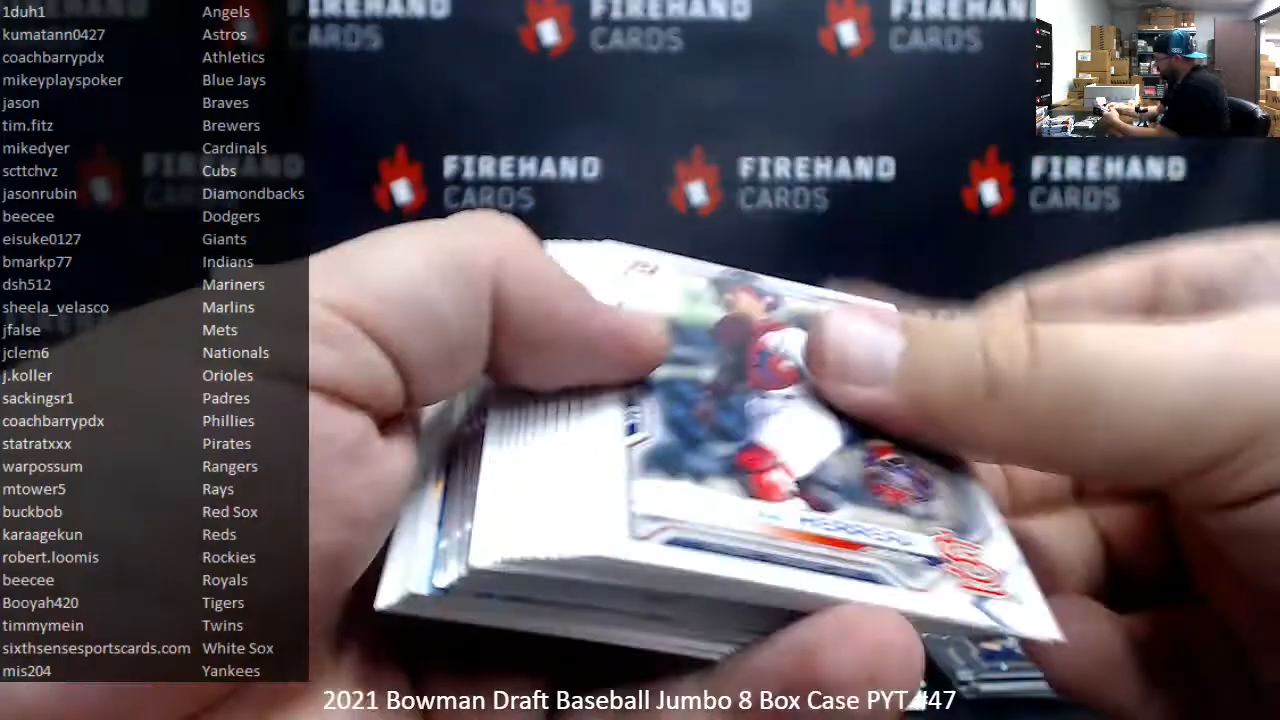 1duh1 Angels
kumatann0427 Astros
coachbarrypdx Athletics
mikeyplayspoker Blue Jays
jason Braves
tim.fitz Brewers
mikedyer Cardinals
scttchvz Cubs
jasonrubin Diamondbacks
beecee Dodgers
eisuke0127 Giants
bmarkp77 Indians
dsh512 Mariners
sheela_velasco Marlins
jfalse Mets
jclem6 Nationals
j.koller Orioles
sackingsr1 Padres
coachbarrypdx Phillies
statratxxx Pirates
warpossum Rangers
mtower5 Rays
buckbob Red Sox
karaagekun Reds
robert.loomis Rockies
beecee Royals
Booyah420 Tigers
timmymein Twins
sixthsensesportscards.com White Sox
mis204 Yankees
FIREHAND
CARDS
FIREHAND
CARDS
FIREHAN
CARDS
FIREHAND
CARDS
FIREHAND
CARDS
FIREHAND
CARDS
2021 Bowman Draft Baseball Jumbo 8 Box Case PYT #47